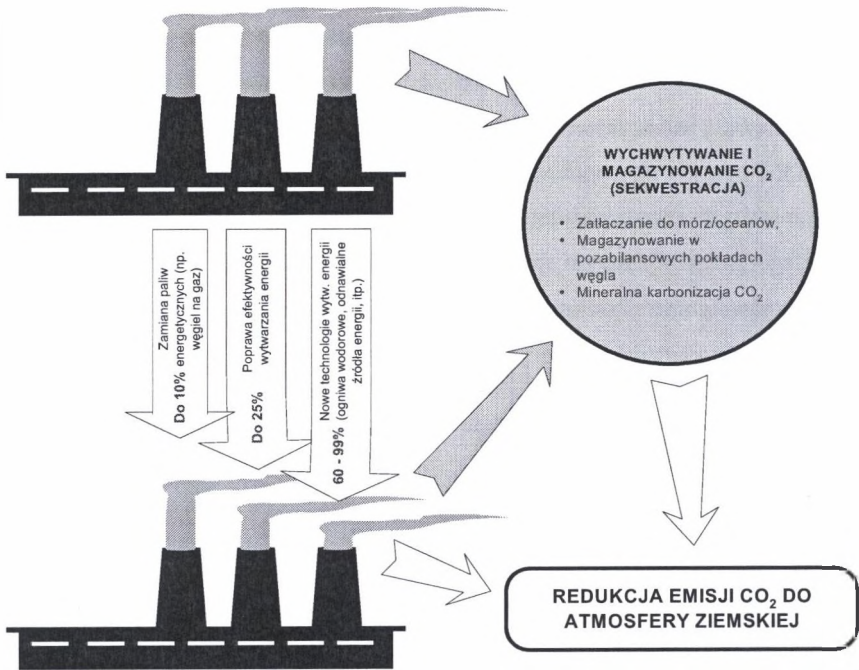 WYCHWYTYWANIE I
MAGAZYNOWANIE CO₂
(SEKWESTRACJA)
• Zatłaczanie do mórz/oceanów,
• Magazynowanie w
pozabilansowych pokładach
węgla
• Mineralna karbonizacja CO₂
Zamiana paliw
energetycznych (np.
węgiel na gaz)
Do 10%
Poprawa efektywności
wytwarzania energii
Do 25%
Nowe technologie wytw. energii
(ogniwa wodorowe, odnawialne
źródła energii, itp.)
60 - 99%
REDUKCJA EMISJI CO₂ DO
ATMOSFERY ZIEMSKIEJ